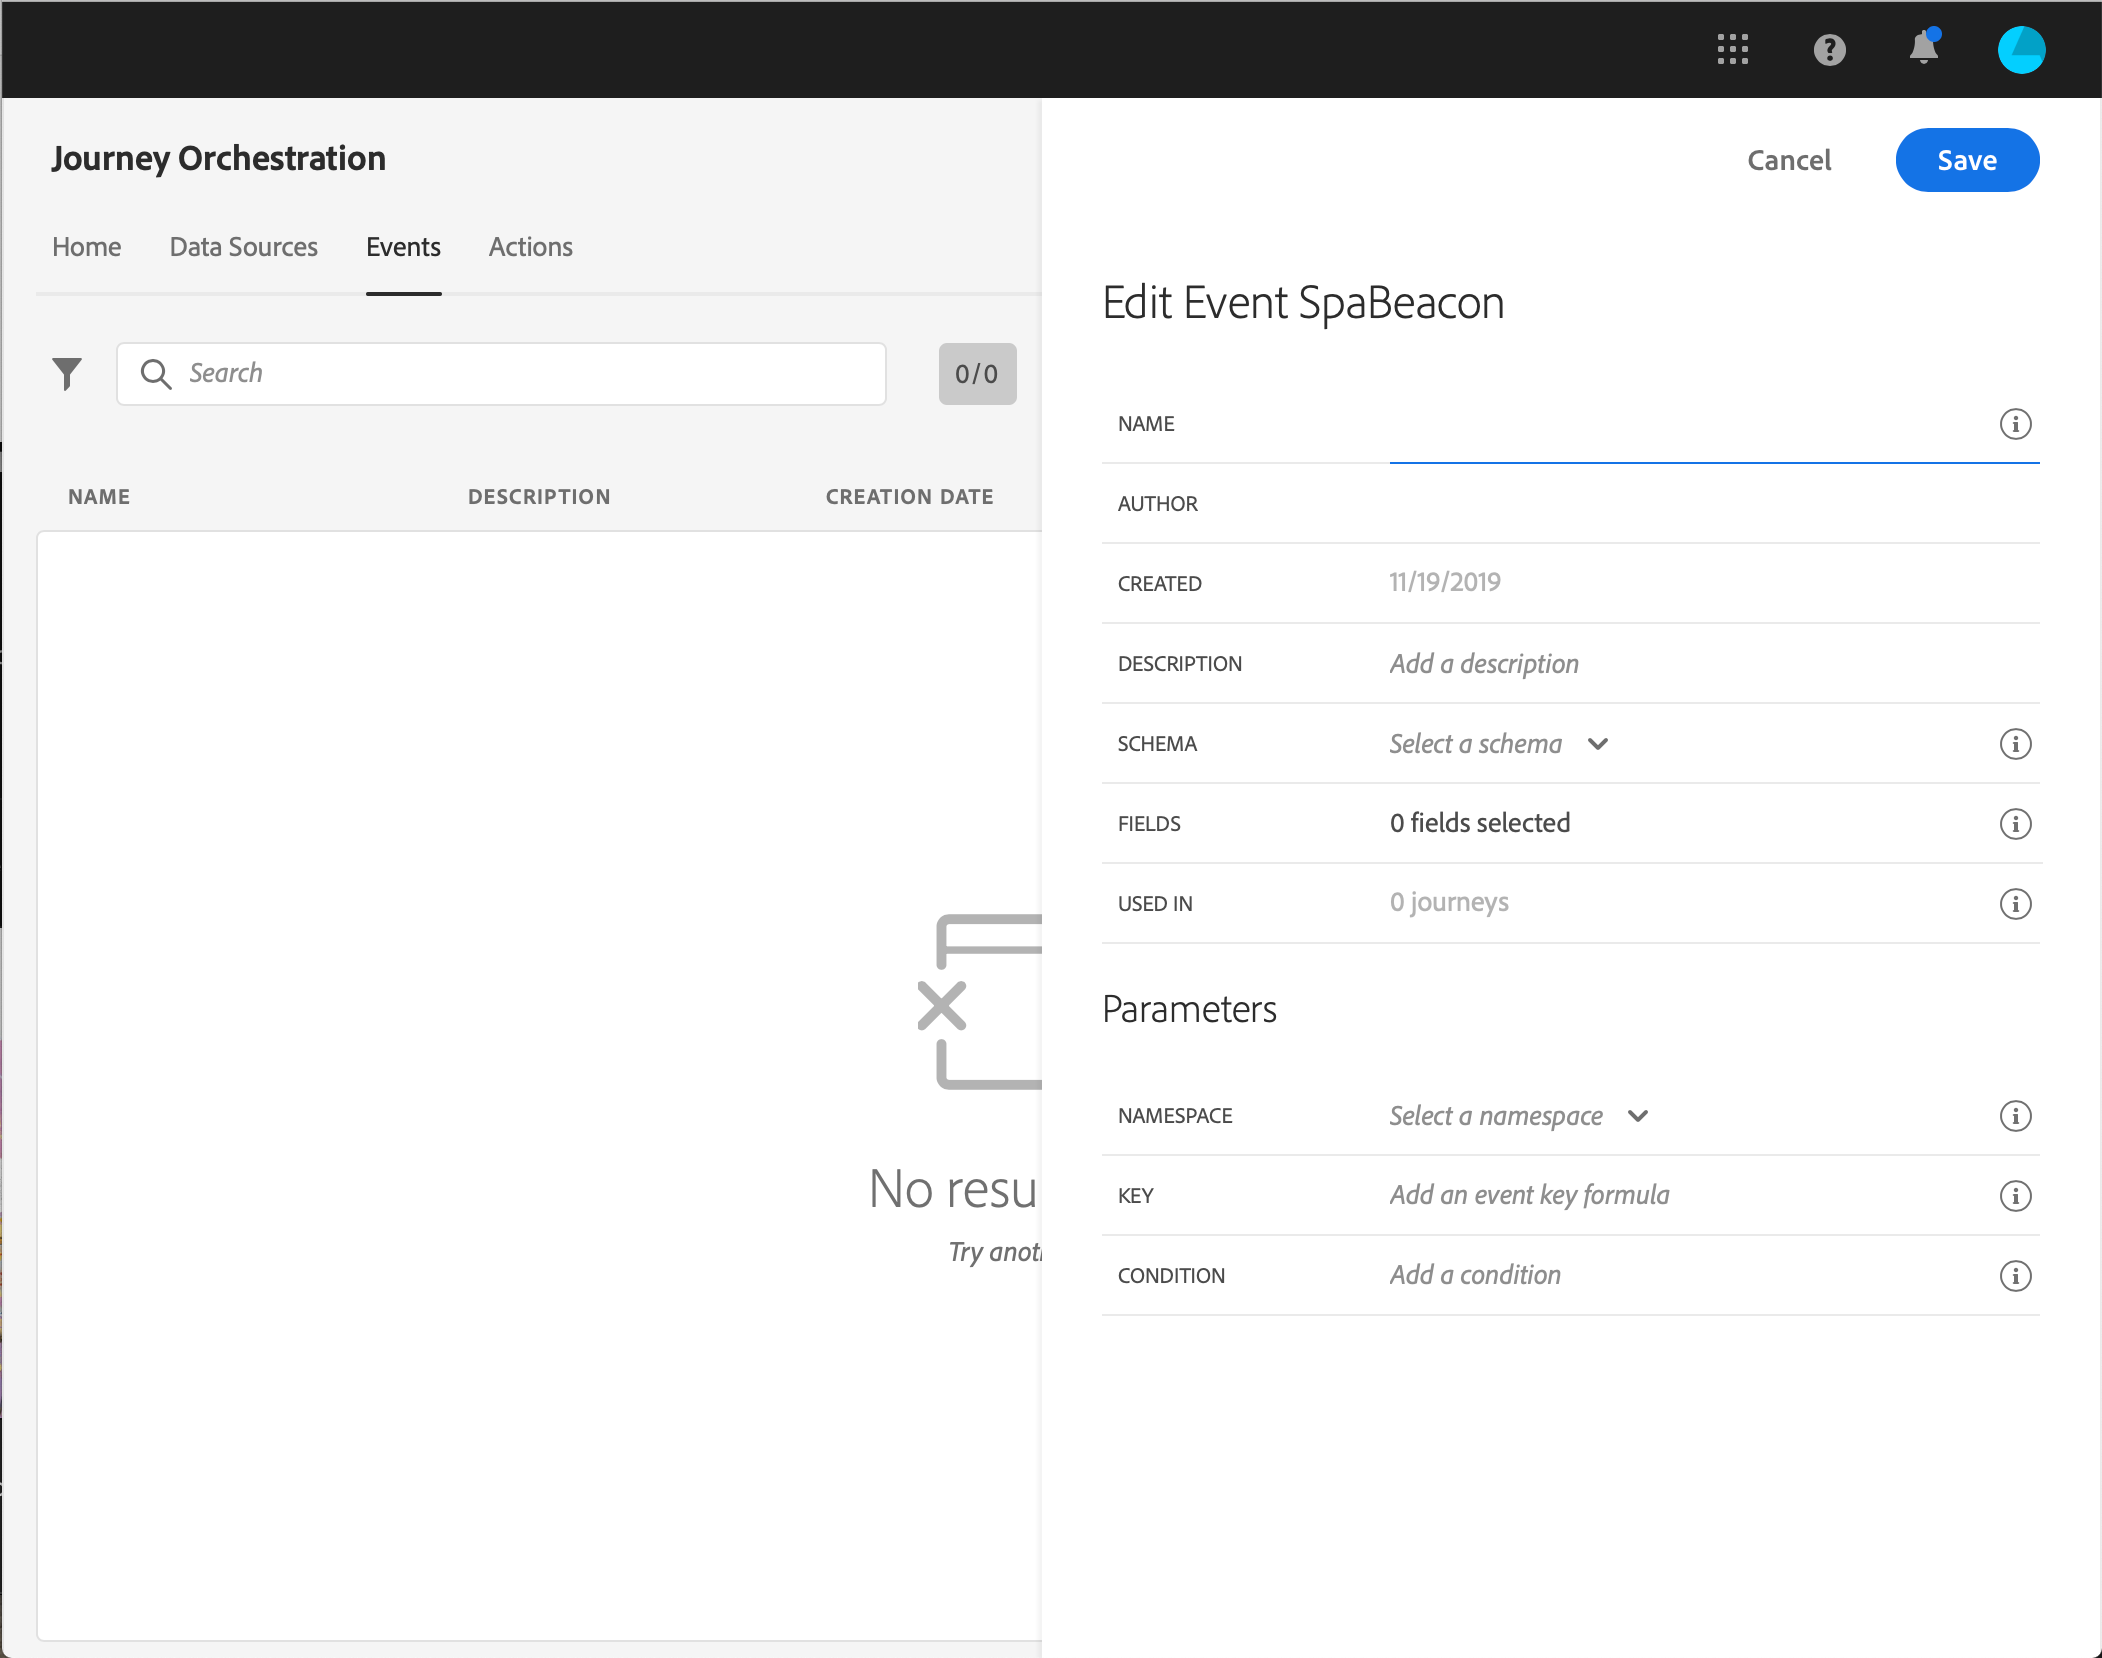 Journey Orchestration
Home Data Sources Events Actions
Search
0/0
NAME DESCRIPTION CREATION DATE
No resu
Try anot
Cancel Save
Edit Event SpaBeacon
NAME
AUTHOR
CREATED 11/19/2019
DESCRIPTION Add a description
SCHEMA Select a schema
FIELDS 0 fields selected
USED IN 0 journeys
Parameters
NAMESPACE Select a namespace
KEY Add an event key formula
CONDITION Add a condition